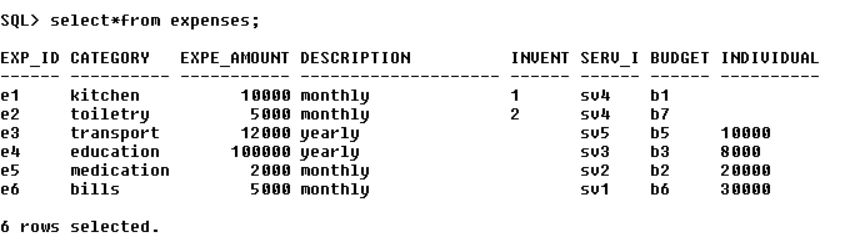 SQL> select*from expenses;
EXP_ID CATEGORY   EXPE_AMOUNT DESCRIPTION          INVENT SERV_I BUDGET INDIVIDUAL
------ ---------- ----------- -------------------- ------ ------ ------ ----------
e1     kitchen          10000 monthly              1      sv4    b1
e2     toiletry          5000 monthly              2      sv4    b7
e3     transport        12000 yearly                      sv5    b5     10000
e4     education       100000 yearly                      sv3    b3     8000
e5     medication        2000 monthly                     sv2    b2     20000
e6     bills             5000 monthly                     sv1    b6     30000
6 rows selected.